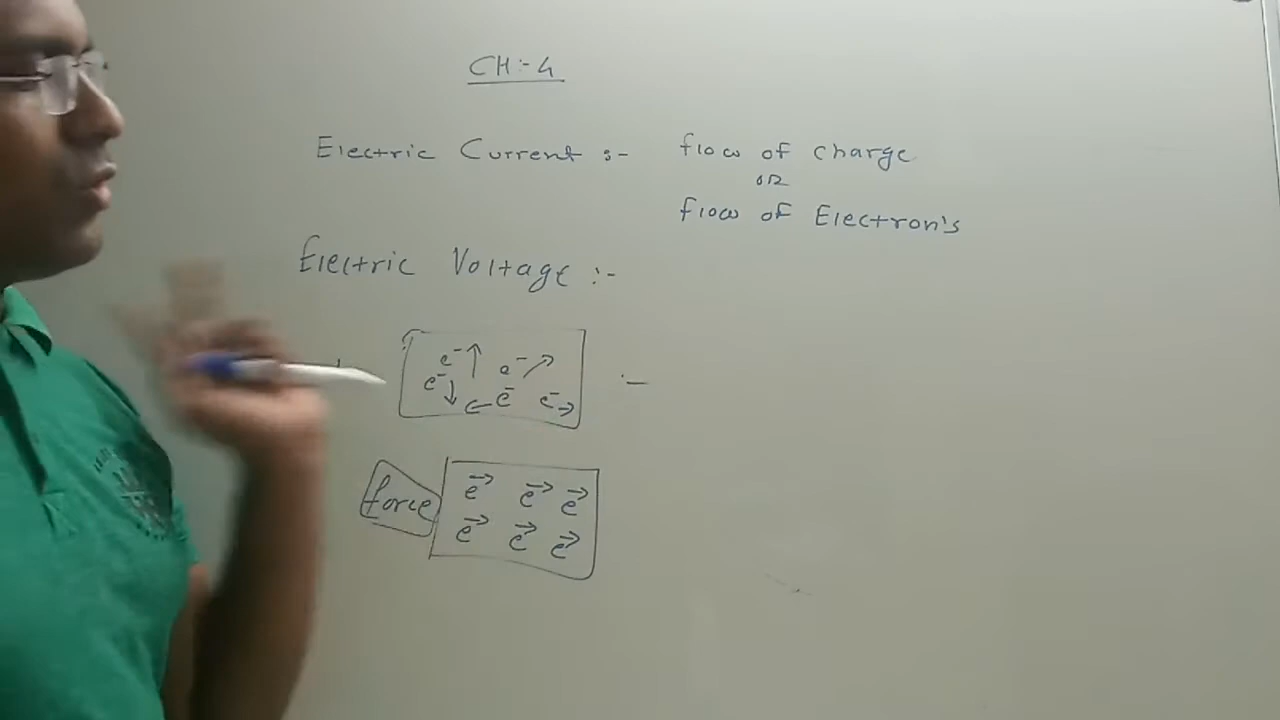 CH:- 4
Electric Current :- flow of charge
OR
flow of Electron's
Electric Voltage :-
e⁻ e⁻
e⁻ e⁻ e⁻
:-
force
e e e
e e e